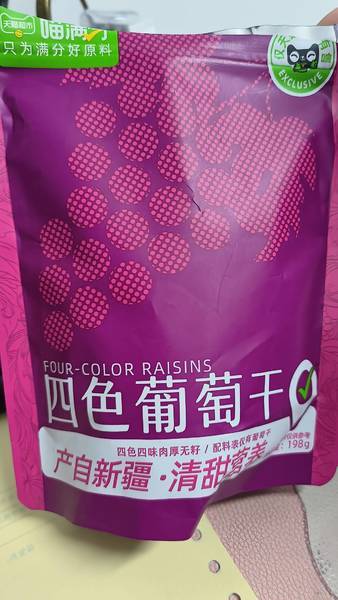 天猫超市
喵满分
只为满分好原料
EXCLUSIVE
FOUR-COLOR RAISINS
四色葡萄干
四色四味肉厚无籽 / 配料表仅有葡萄干
产自新疆·清甜营养
198g